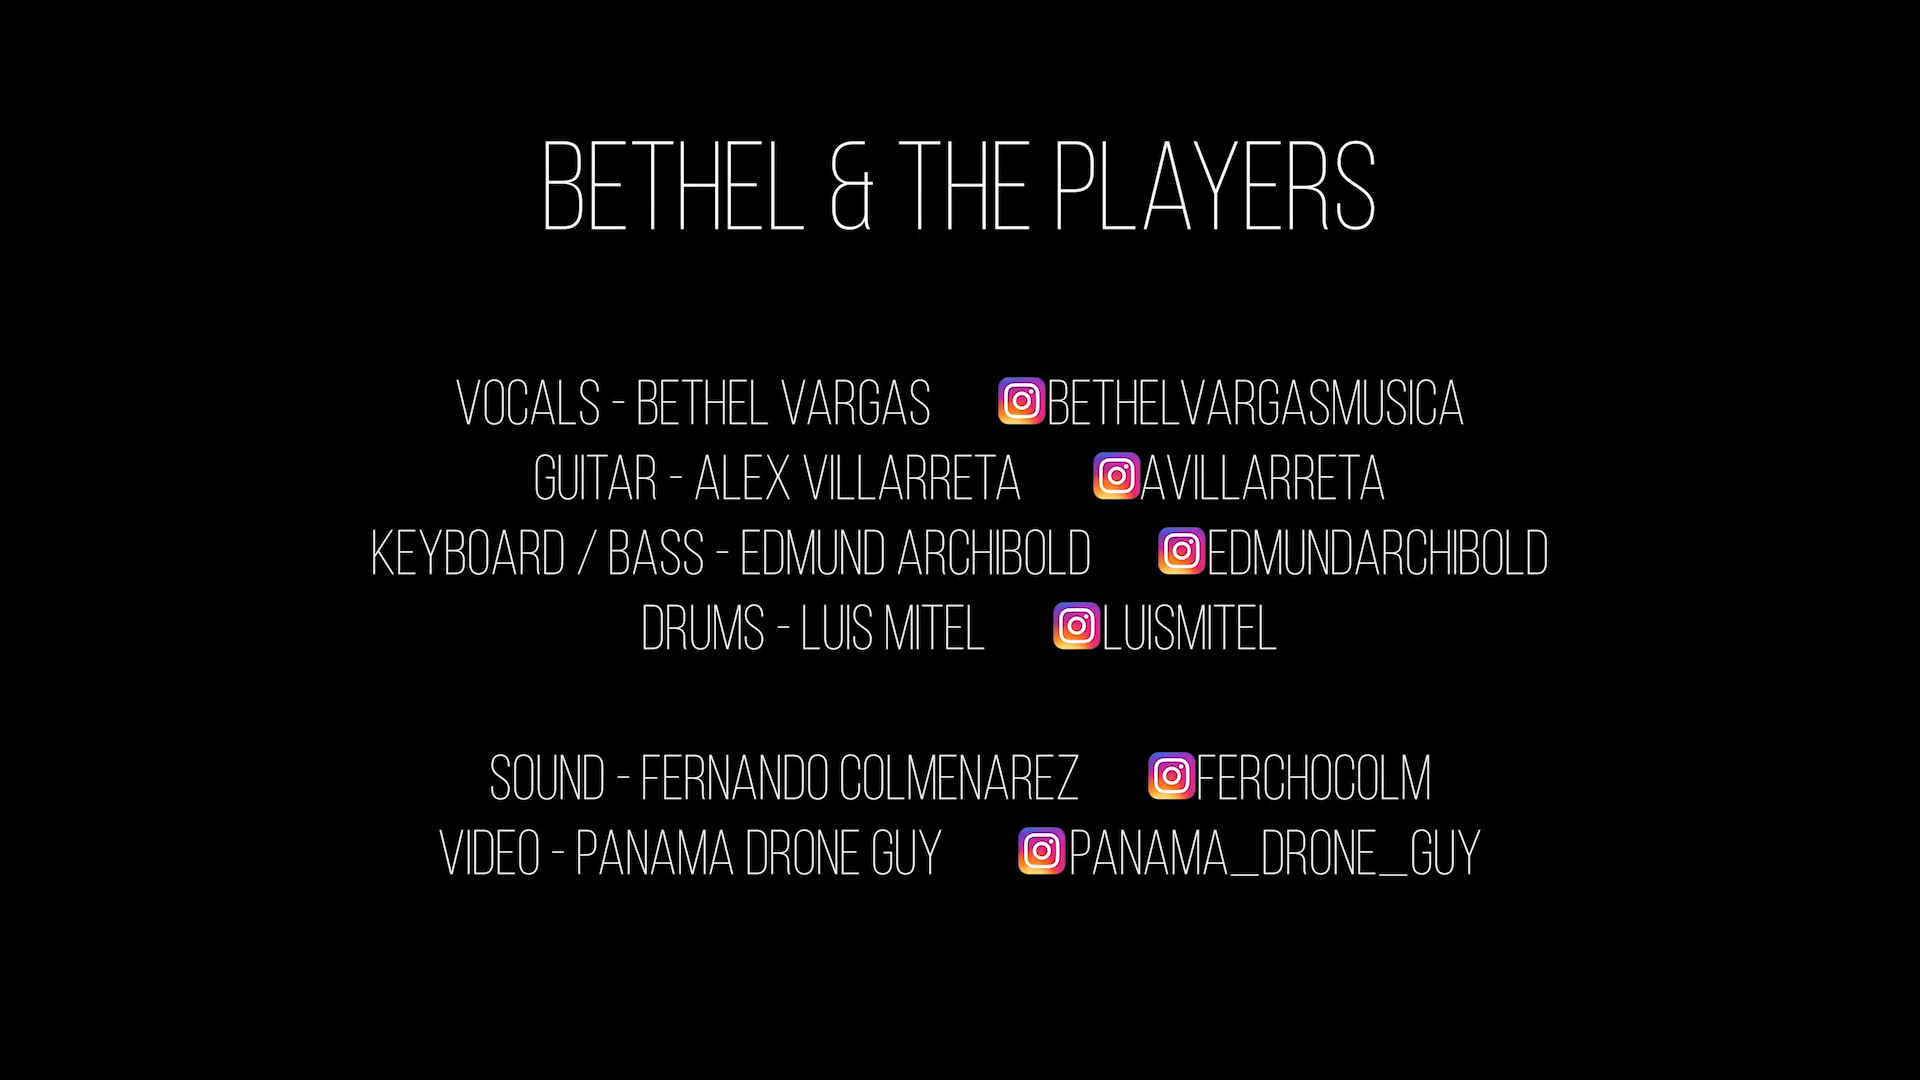 BETHEL & THE PLAYERS
VOCALS - BETHEL VARGAS BETHELVARGASMUSICA
GUITAR - ALEX VILLARRETA AVILLARRETA
KEYBOARD / BASS - EDMUND ARCHIBOLD EDMUNDARCHIBOLD
DRUMS - LUIS MITEL LUISMITEL
SOUND - FERNANDO COLMENAREZ FERCHOCOLM
VIDEO - PANAMA DRONE GUY PANAMA_DRONE_GUY